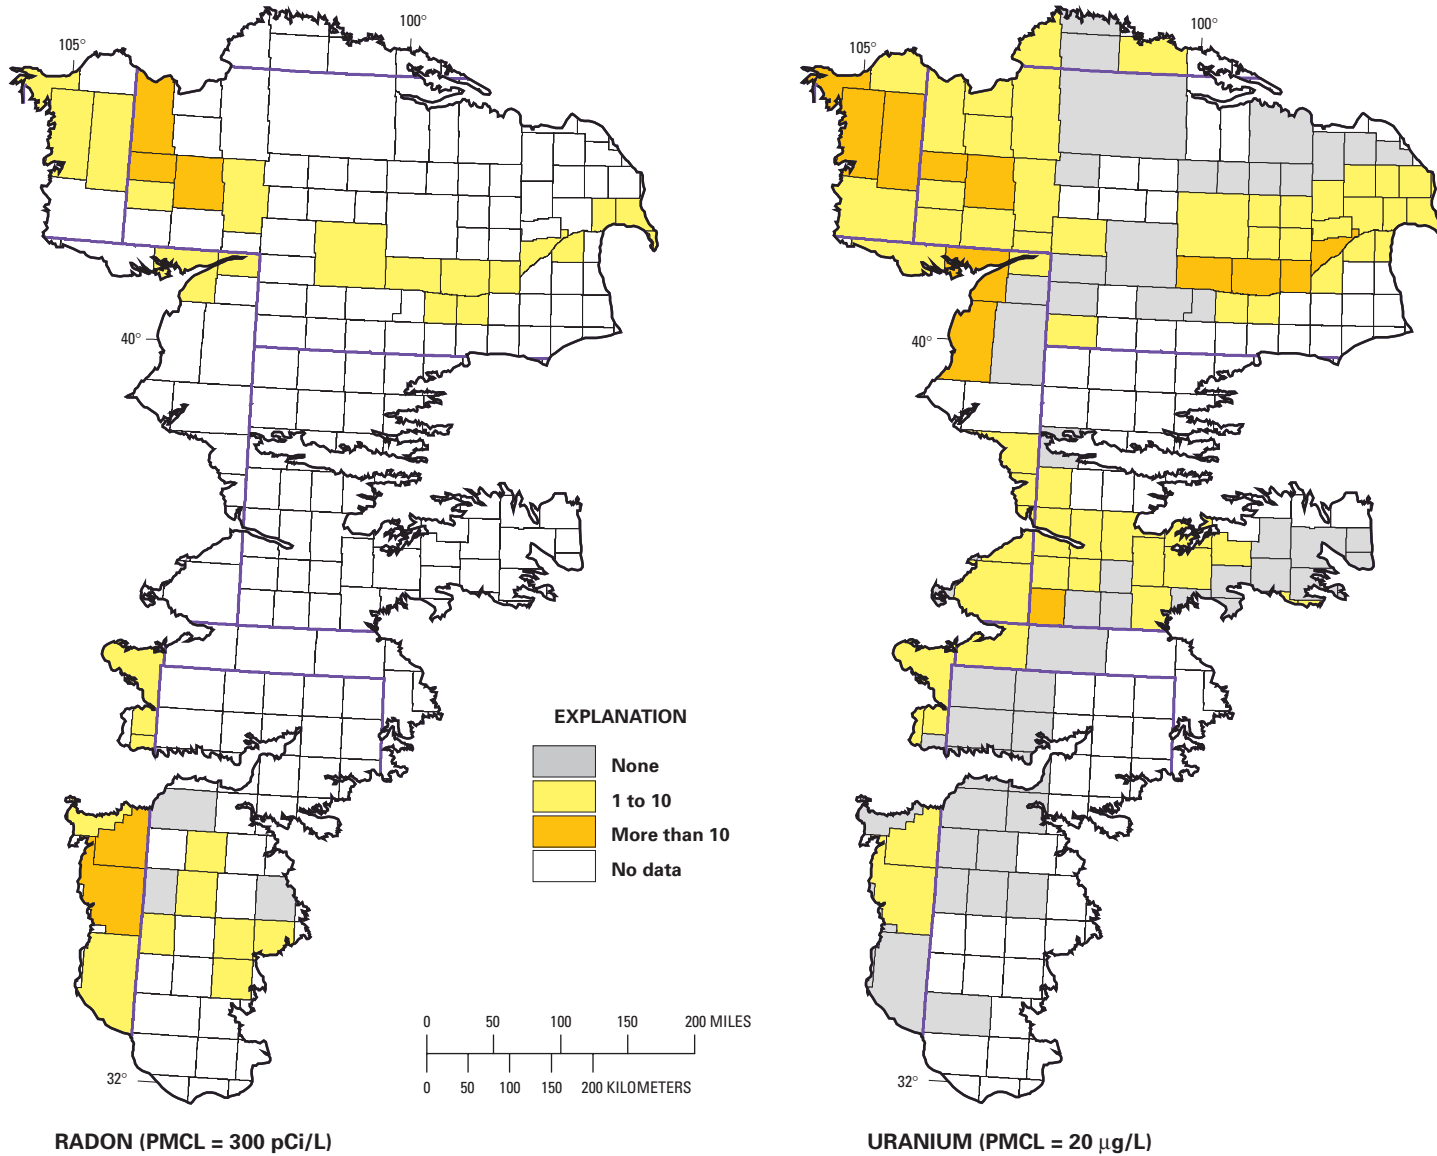 100°
105°
40°
32°
100°
105°
40°
32°
EXPLANATION
None
1 to 10
More than 10
No data
0 50 100 150 200 MILES
0 50 100 150 200 KILOMETERS
RADON (PMCL = 300 pCi/L)
URANIUM (PMCL = 20 µg/L)